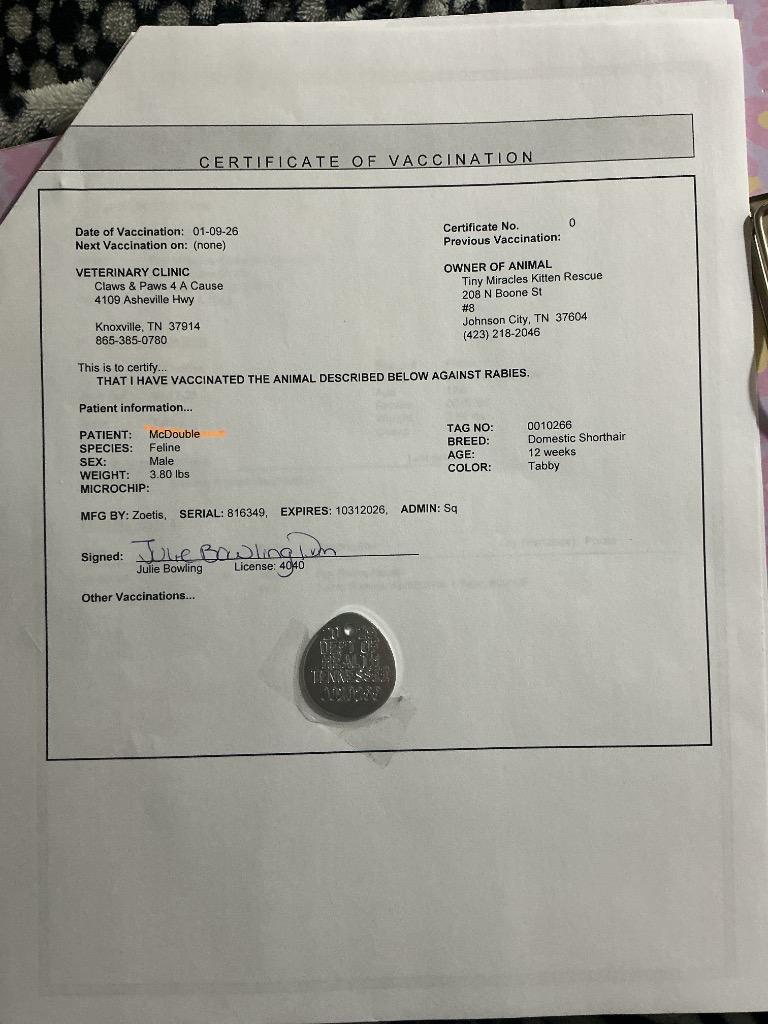 CERTIFICATE OF VACCINATION
Date of Vaccination: 01-09-26
Next Vaccination on: (none)
Certificate No. 0
Previous Vaccination:
VETERINARY CLINIC
Claws & Paws 4 A Cause
4109 Asheville Hwy
Knoxville, TN 37914
865-385-0780
OWNER OF ANIMAL
Tiny Miracles Kitten Rescue
208 N Boone St
#8
Johnson City, TN 37604
(423) 218-2046
This is to certify...
THAT I HAVE VACCINATED THE ANIMAL DESCRIBED BELOW AGAINST RABIES.
Patient information...
PATIENT: McDouble
SPECIES: Feline
SEX: Male
WEIGHT: 3.80 lbs
MICROCHIP:
TAG NO: 0010266
BREED: Domestic Shorthair
AGE: 12 weeks
COLOR: Tabby
MFG BY: Zoetis, SERIAL: 816349, EXPIRES: 10312026, ADMIN: Sq
Signed: Julie Bowling
Julie Bowling License: 4040
Other Vaccinations...
DEPT OF
HEALTH
TENNESSEE